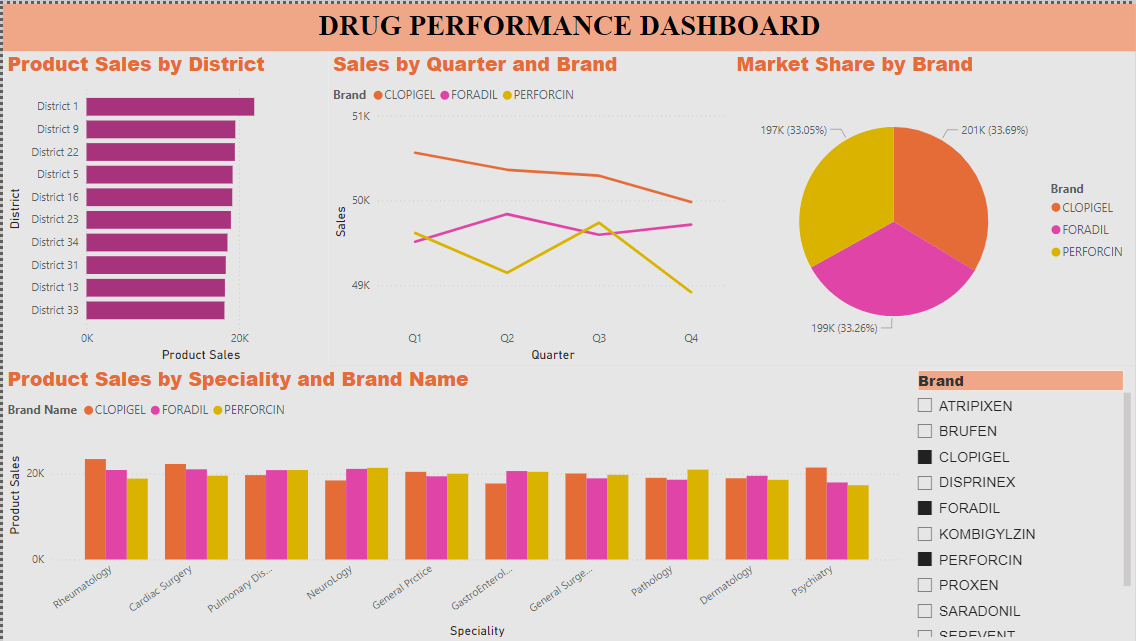 DRUG PERFORMANCE DASHBOARD
Product Sales by District
District
District 1
District 9
District 22
District 5
District 16
District 23
District 34
District 31
District 13
District 33
0K 20K
Product Sales
Sales by Quarter and Brand
Brand CLOPIGEL FORADIL PERFORCIN
Sales
51K
50K
49K
Q1 Q2 Q3 Q4
Quarter
Market Share by Brand
197K (33.05%) 201K (33.69%)
199K (33.26%)
Brand
CLOPIGEL
FORADIL
PERFORCIN
Product Sales by Speciality and Brand Name
Brand Name CLOPIGEL FORADIL PERFORCIN
Product Sales
20K
0K
Rheumatology Cardiac Surgery Pulmonary Dis... NeuroLogy General Prctice GastroEnterol... General Surge... Pathology Dermatology Psychiatry
Speciality
Brand
ATRIPIXEN
BRUFEN
CLOPIGEL
DISPRINEX
FORADIL
KOMBIGYLZIN
PERFORCIN
PROXEN
SARADONIL
SEREVENT